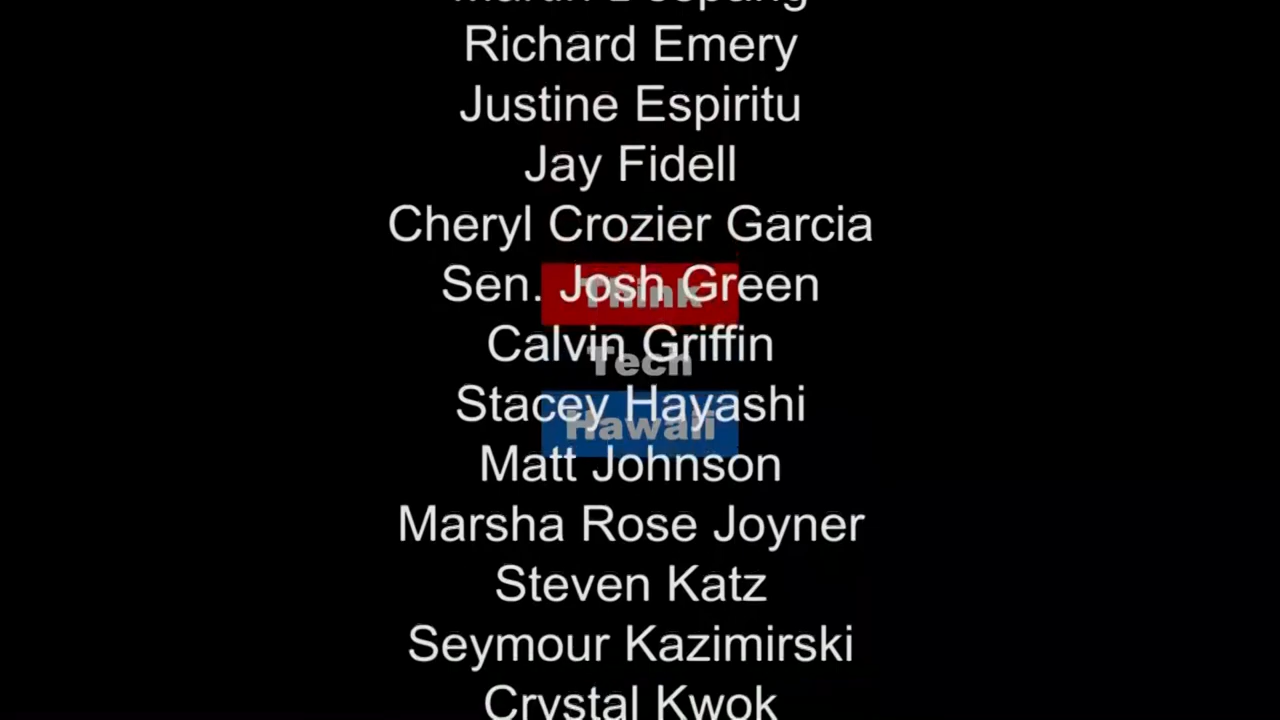 Richard Emery
Justine Espiritu
Jay Fidell
Cheryl Crozier Garcia
Sen. Josh Green
Think
Calvin Griffin
Tech
Stacey Hayashi
Hawaii
Matt Johnson
Marsha Rose Joyner
Steven Katz
Seymour Kazimirski
Crystal Kwok